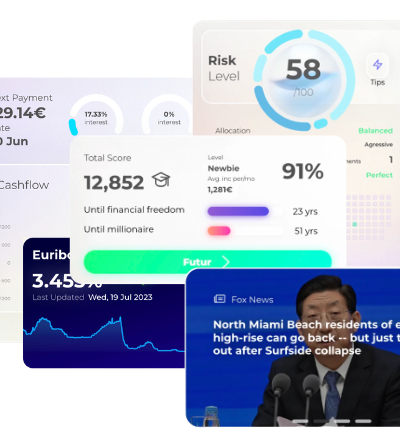 Risk
Level
58
/100
Tips
Allocation
Balanced
Agressive
1
Perfect
ext Payment
29.14€
0 Jun
17.33%
interest
0%
interest
Cashflow
Total Score
12,852
Level
Newbie
Avg. inc per/mo
1,281€
91%
Until financial freedom
23 yrs
Until millionaire
51 yrs
Futur
Euribo
3.455%
Last Updated Wed, 19 Jul 2023
Fox News
North Miami Beach residents of e
high-rise can go back -- but just t
out after Surfside collapse